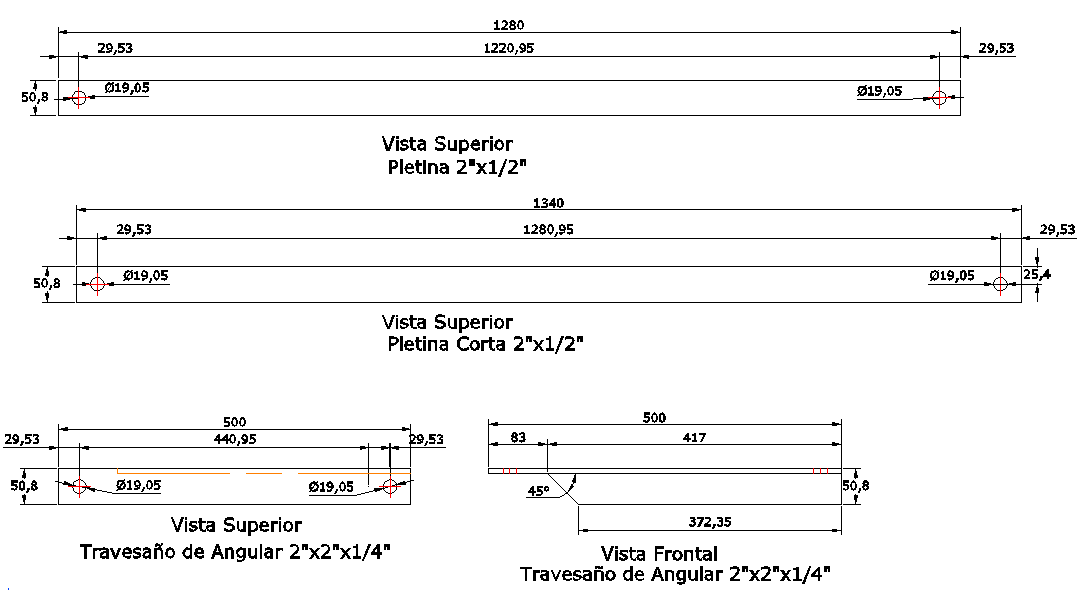 1280
29,53 1220,95 29,53
50,8 Ø19,05 Ø19,05
Vista Superior
Pletina 2"x1/2"
1340
29,53 1280,95 29,53
50,8 Ø19,05 Ø19,05 25,4
Vista Superior
Pletina Corta 2"x1/2"
500
29,53 440,95 29,53
50,8 Ø19,05 Ø19,05
Vista Superior
Travesaño de Angular 2"x2"x1/4"
500
83 417
45° 50,8
372,35
Vista Frontal
Travesaño de Angular 2"x2"x1/4"